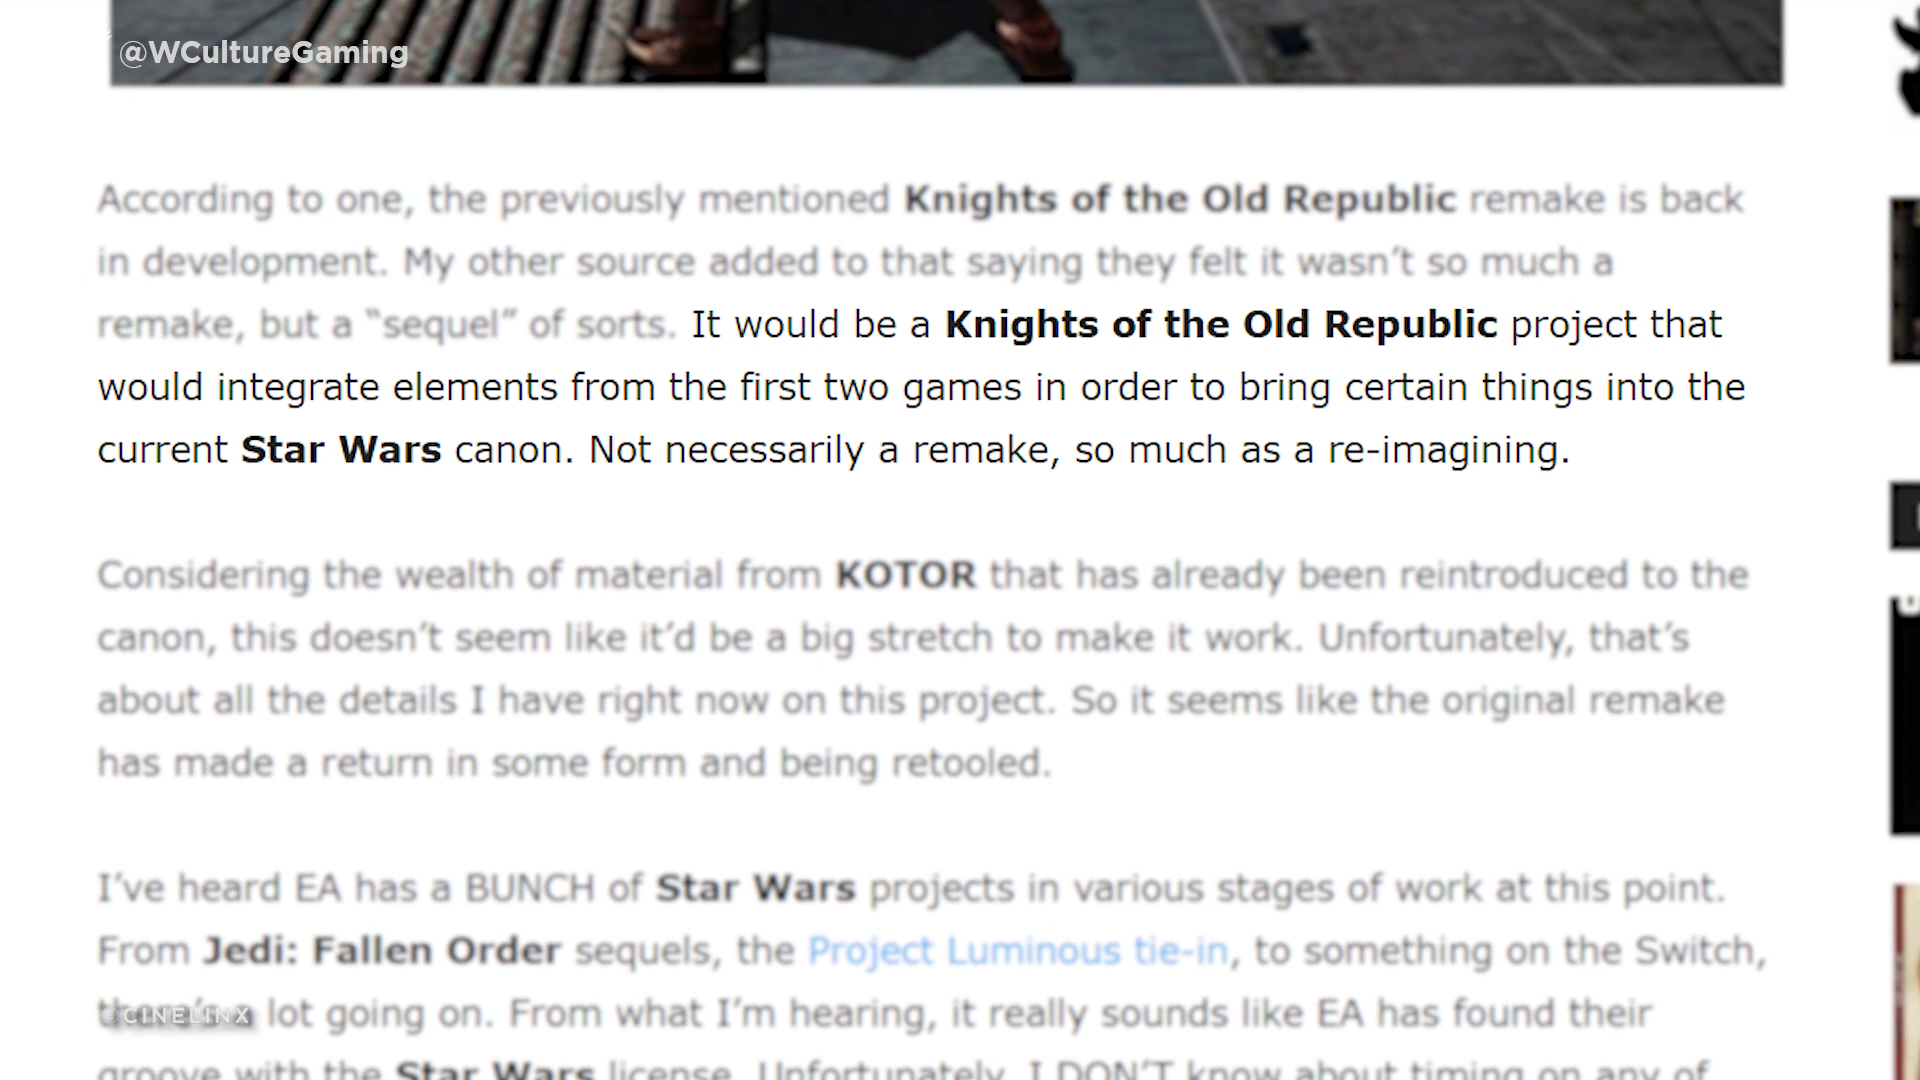 @WCultureGaming
According to one, the previously mentioned Knights of the Old Republic remake is back
in development. My other source added to that saying they felt it wasn’t so much a
remake, but a “sequel” of sorts. It would be a Knights of the Old Republic project that
would integrate elements from the first two games in order to bring certain things into the
current Star Wars canon. Not necessarily a remake, so much as a re-imagining.
Considering the wealth of material from KOTOR that has already been reintroduced to the
canon, this doesn’t seem like it’d be a big stretch to make it work. Unfortunately, that’s
about all the details I have right now on this project. So it seems like the original remake
has made a return in some form and being retooled.
I’ve heard EA has a BUNCH of Star Wars projects in various stages of work at this point.
From Jedi: Fallen Order sequels, the Project Luminous tie-in, to something on the Switch,
there’s a lot going on. From what I’m hearing, it really sounds like EA has found their
©CINELINX
groove with the Star Wars license. Unfortunately, I DON’T know about timing on any of